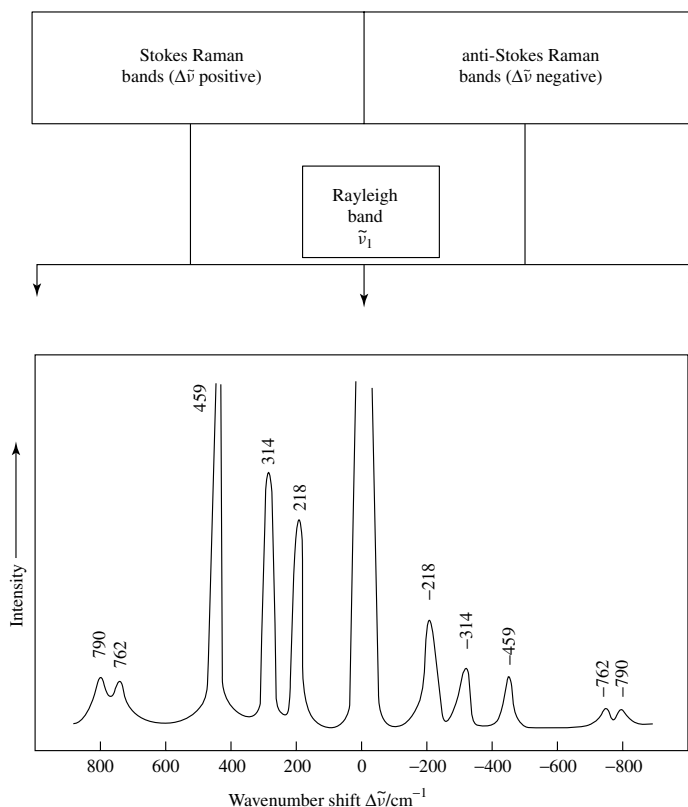 Stokes Raman
bands (Δν̃ positive)
anti-Stokes Raman
bands (Δν̃ negative)
Rayleigh
band
ν̃₁
459
314
218
−218
−314
−459
790
762
−762
−790
Intensity
800
600
400
200
0
−200
−400
−600
−800
Wavenumber shift Δν̃/cm⁻¹